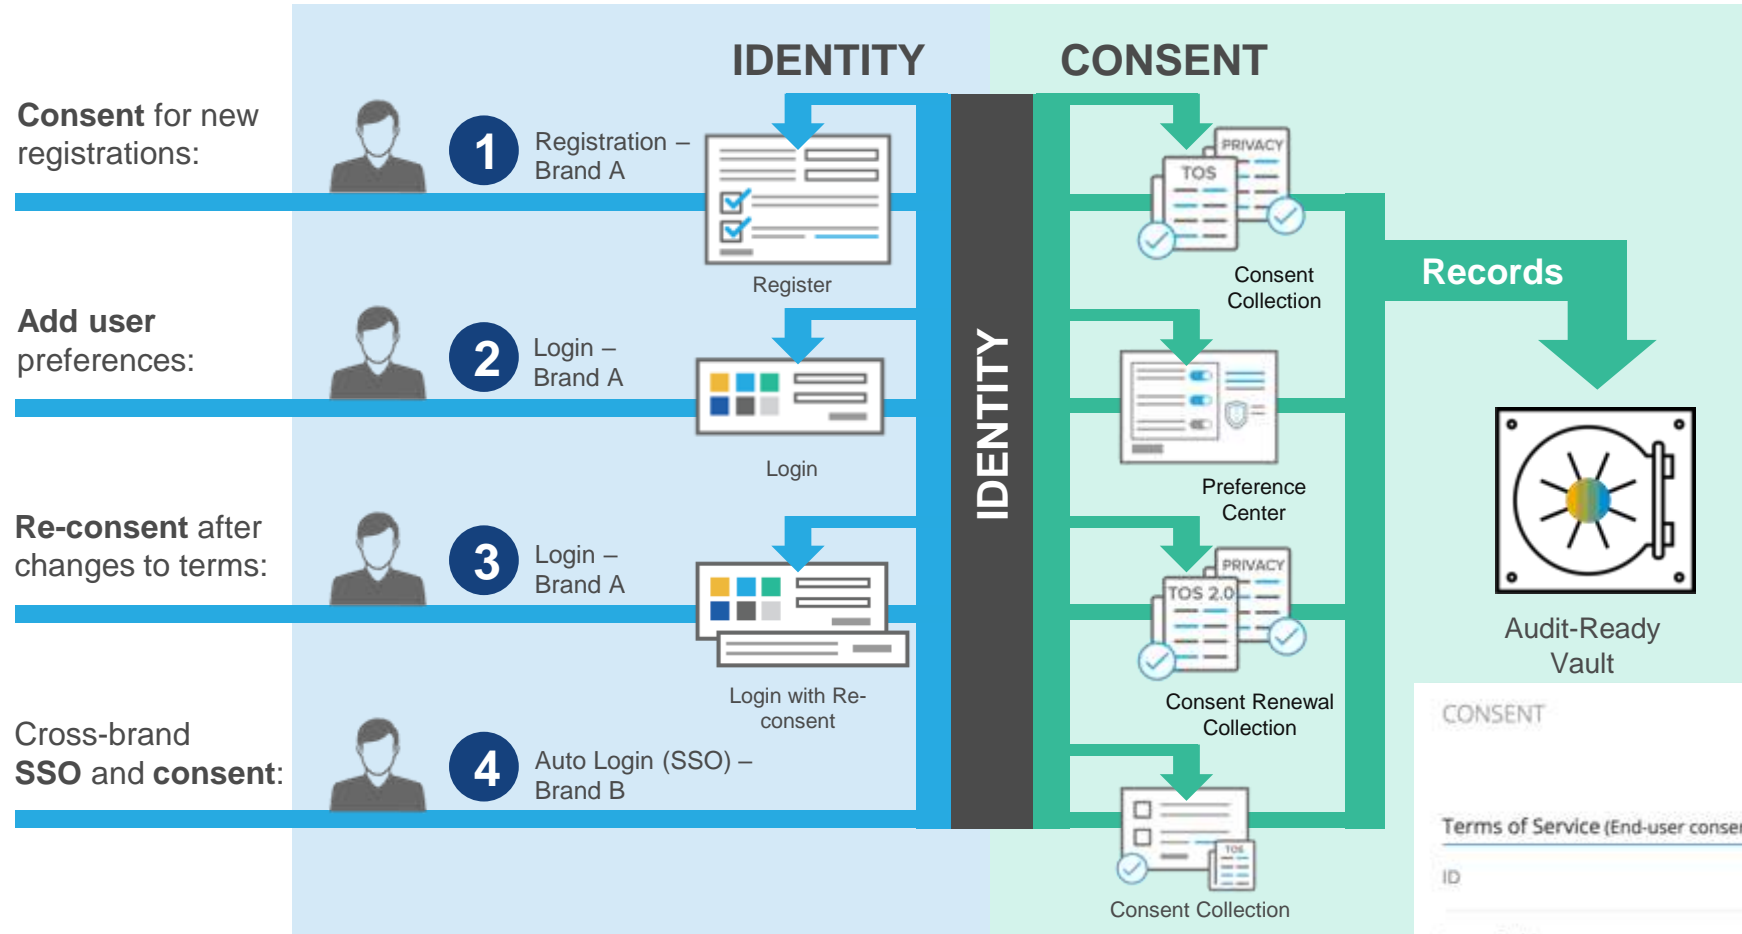 IDENTITY
CONSENT
Consent for new
registrations:
1
Registration –
Brand A
Register
PRIVACY
TOS
Consent
Collection
Records
Add user
preferences:
2
Login –
Brand A
Login
IDENTITY
Preference
Center
Re-consent after
changes to terms:
3
Login –
Brand A
Login with Re-
consent
PRIVACY
TOS 2.0
Consent Renewal
Collection
Audit-Ready
Vault
Cross-brand
SSO and consent:
4
Auto Login (SSO) –
Brand B
TOS
Consent Collection
CONSENT
Terms of Service (End-user conser
ID